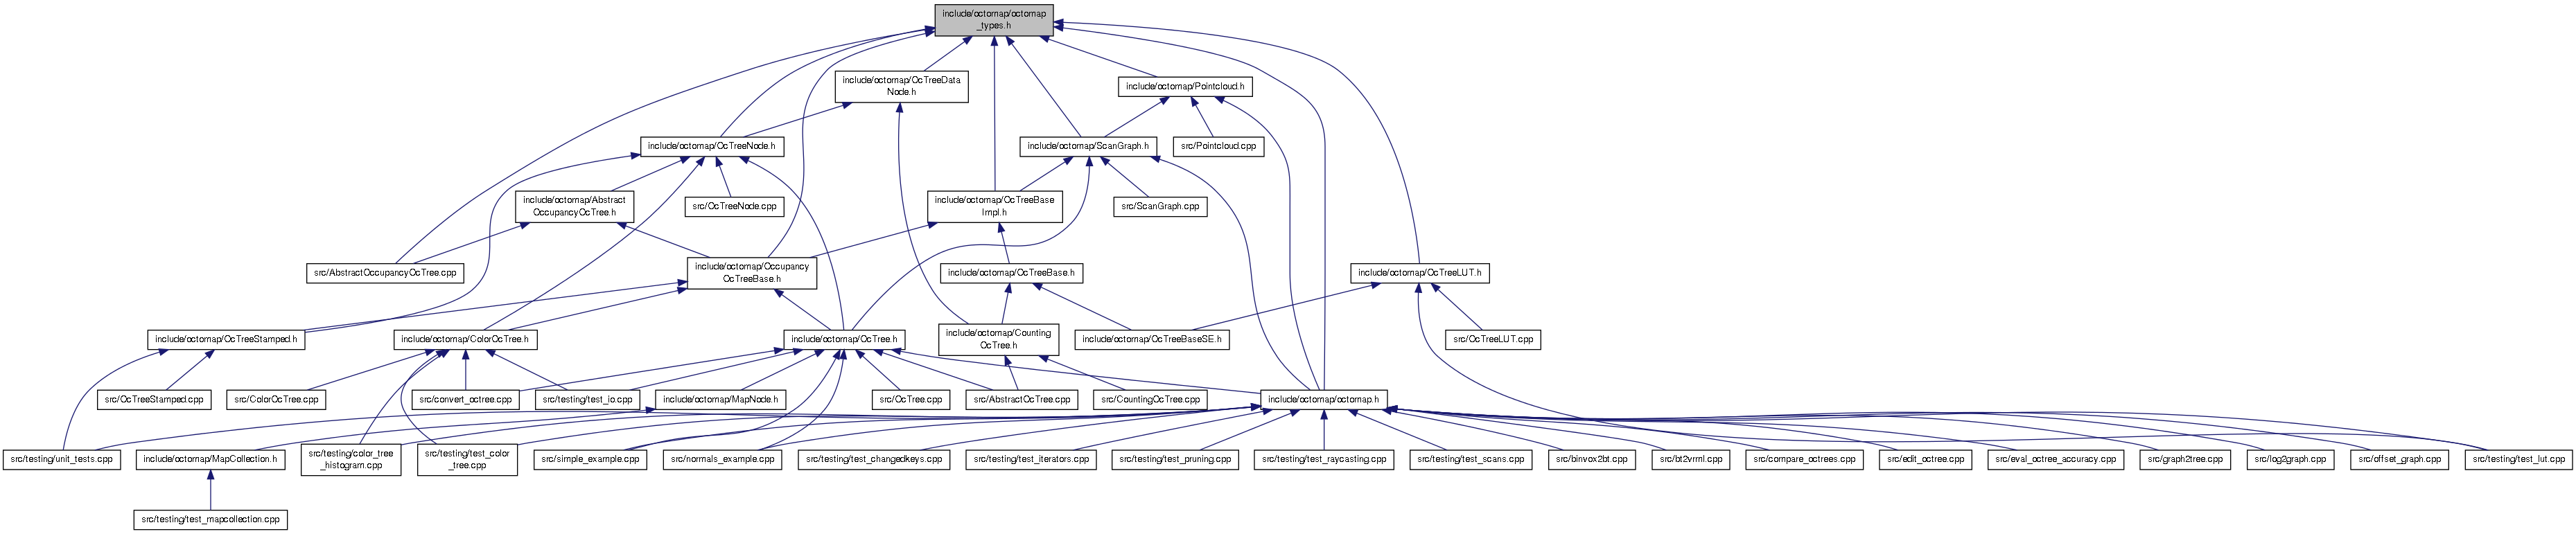 include/octomap/octomap
_types.h
include/octomap/OcTreeData
Node.h
include/octomap/Pointcloud.h
include/octomap/OcTreeNode.h
include/octomap/ScanGraph.h
src/Pointcloud.cpp
include/octomap/Abstract
OccupancyOcTree.h
src/OcTreeNode.cpp
include/octomap/OcTreeBase
Impl.h
src/ScanGraph.cpp
src/AbstractOccupancyOcTree.cpp
include/octomap/Occupancy
OcTreeBase.h
include/octomap/OcTreeBase.h
include/octomap/OcTreeLUT.h
include/octomap/OcTreeStamped.h
include/octomap/ColorOcTree.h
include/octomap/OcTree.h
include/octomap/Counting
OcTree.h
include/octomap/OcTreeBaseSE.h
src/OcTreeLUT.cpp
src/OcTreeStamped.cpp
src/ColorOcTree.cpp
src/convert_octree.cpp
src/testing/test_io.cpp
include/octomap/MapNode.h
src/OcTree.cpp
src/AbstractOcTree.cpp
src/CountingOcTree.cpp
include/octomap/octomap.h
src/testing/unit_tests.cpp
include/octomap/MapCollection.h
src/testing/color_tree
_histogram.cpp
src/testing/test_color
_tree.cpp
src/simple_example.cpp
src/normals_example.cpp
src/testing/test_changedkeys.cpp
src/testing/test_iterators.cpp
src/testing/test_pruning.cpp
src/testing/test_raycasting.cpp
src/testing/test_scans.cpp
src/binvox2bt.cpp
src/bt2vrml.cpp
src/compare_octrees.cpp
src/edit_octree.cpp
src/eval_octree_accuracy.cpp
src/graph2tree.cpp
src/log2graph.cpp
src/offset_graph.cpp
src/testing/test_lut.cpp
src/testing/test_mapcollection.cpp